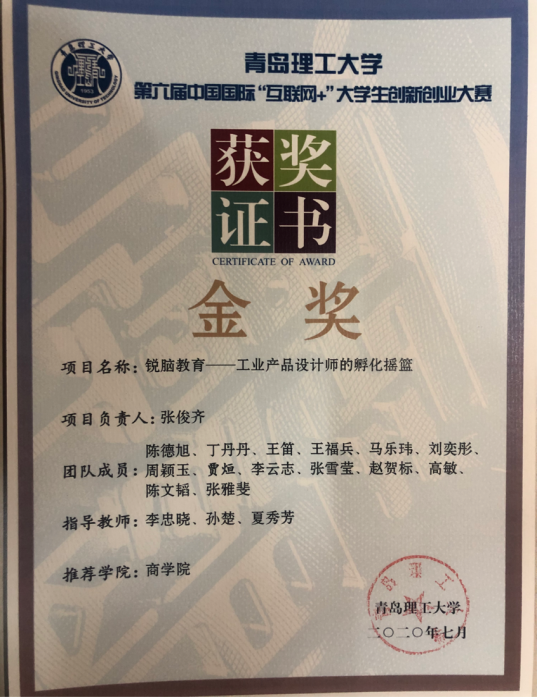 青岛理工大学
第六届中国国际“互联网+”大学生创新创业大赛
获奖
证书
CERTIFICATE OF AWARD
金奖
项目名称：锐脑教育——工业产品设计师的孵化摇篮
项目负责人：张俊齐
陈德旭、丁丹丹、王笛、王福兵、马乐玮、刘奕彤、
团队成员：周颖玉、贾烜、李云志、张雪莹、赵贺标、高敏、
陈文韬、张雅斐
指导教师：李忠晓、孙楚、夏秀芳
推荐学院：商学院
青岛理工大学
二〇二〇年七月